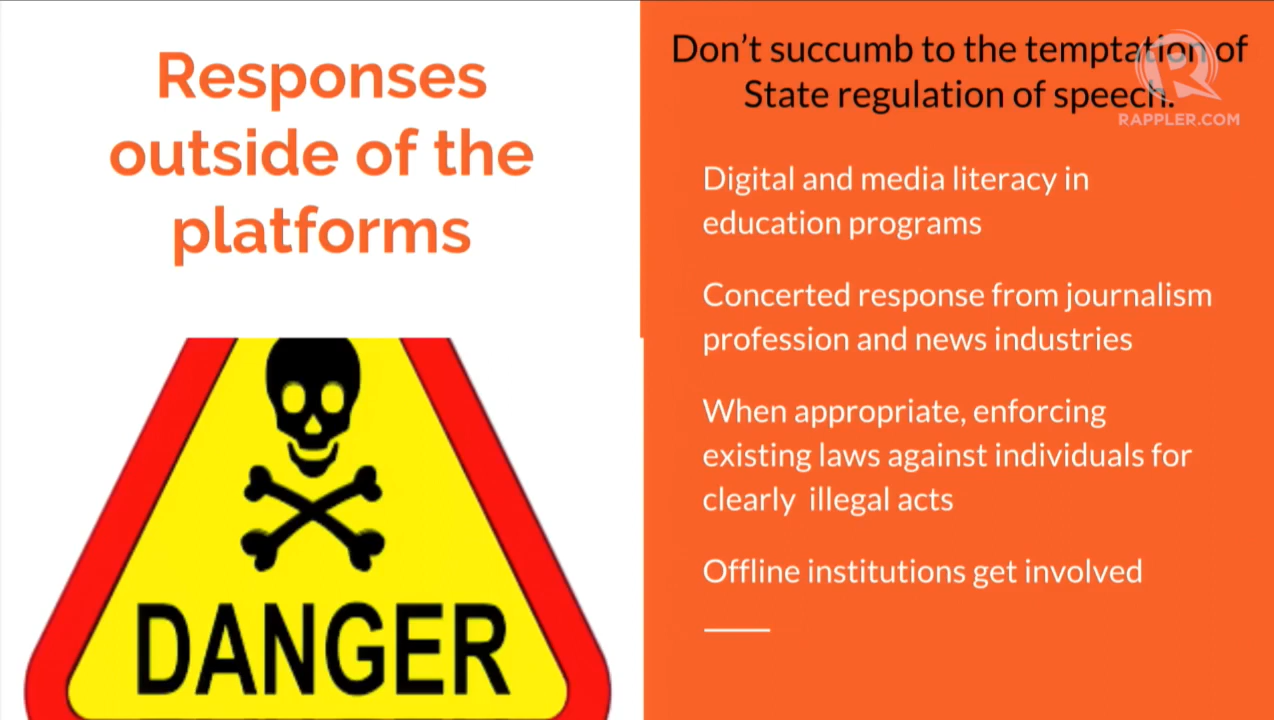 Responses
outside of the
platforms
DANGER
Don't succumb to the temptation of
State regulation of speech.
RAPPLER.COM
Digital and media literacy in
education programs
Concerted response from journalism
profession and news industries
When appropriate, enforcing
existing laws against individuals for
clearly illegal acts
Offline institutions get involved